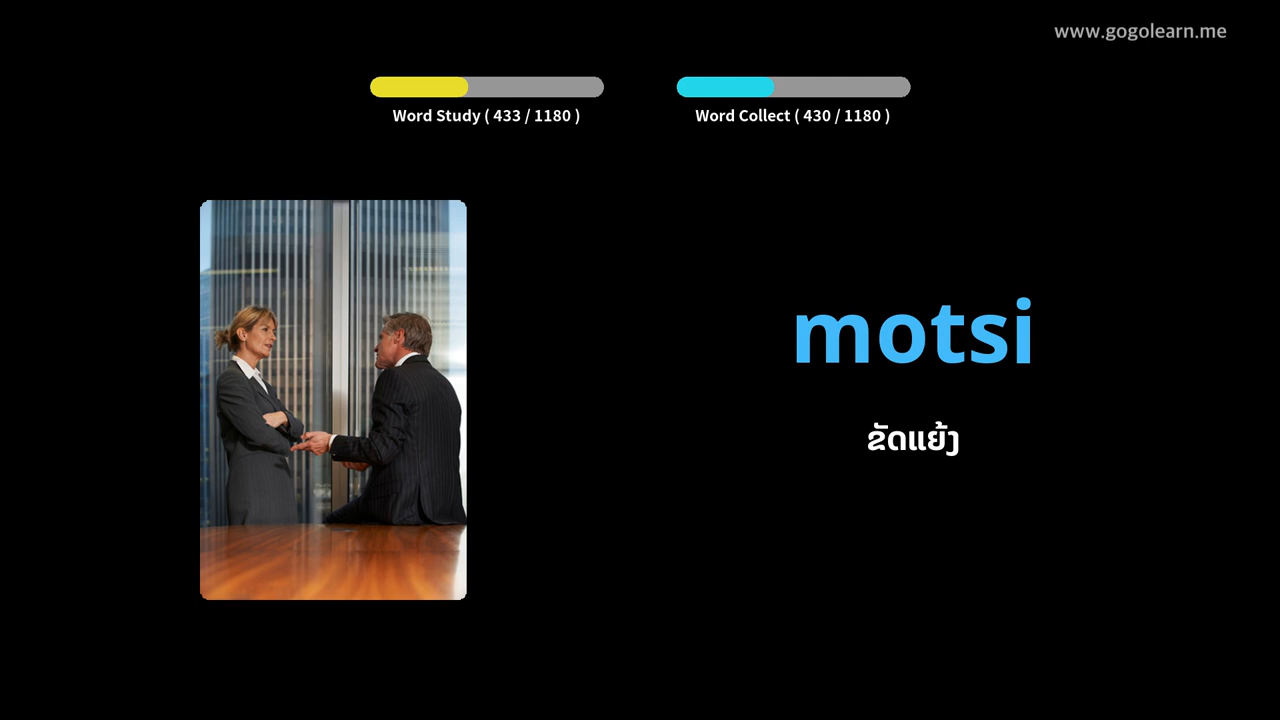 www.gogolearn.me
Word Study ( 433 / 1180 )
Word Collect ( 430 / 1180 )
motsi
ຂັດແຍ້ງ